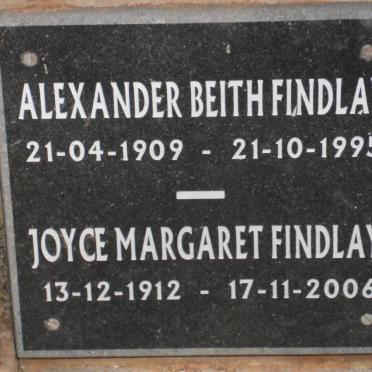 ALEXANDER BEITH FINDLAY
21-04-1909 - 21-10-1995
JOYCE MARGARET FINDLAY
13-12-1912 - 17-11-2006